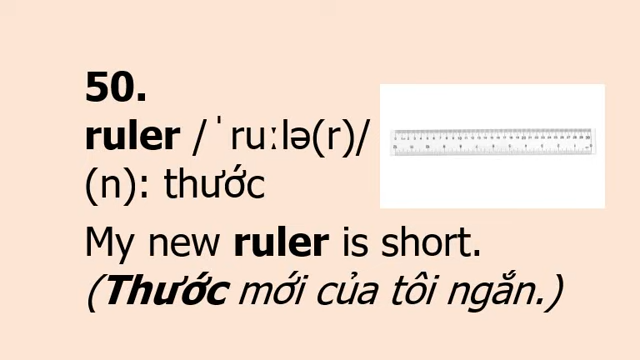 50.
ruler /ˈruːlə(r)/
(n): thước
My new ruler is short.
(Thước mới của tôi ngắn.)